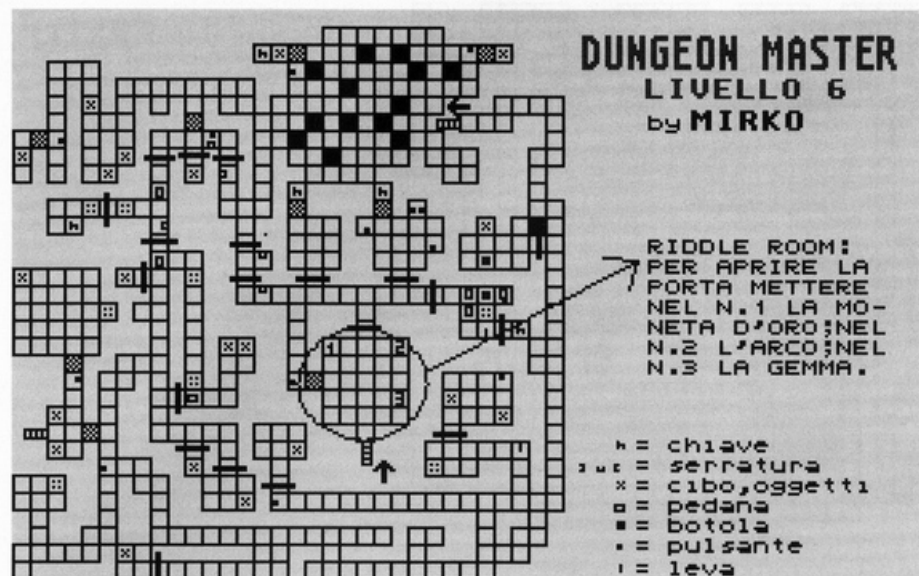 DUNGEON MASTER
LIVELLO 6
by MIRKO
RIDDLE ROOM:
PER APRIRE LA
PORTA METTERE
NEL N.1 LA MO-
NETA D'ORO;NEL
N.2 L'ARCO;NEL
N.3 LA GEMMA.
1 2
3
= chiave
= serratura
x = cibo,oggetti
= pedana
= botola
= pulsante
= leva